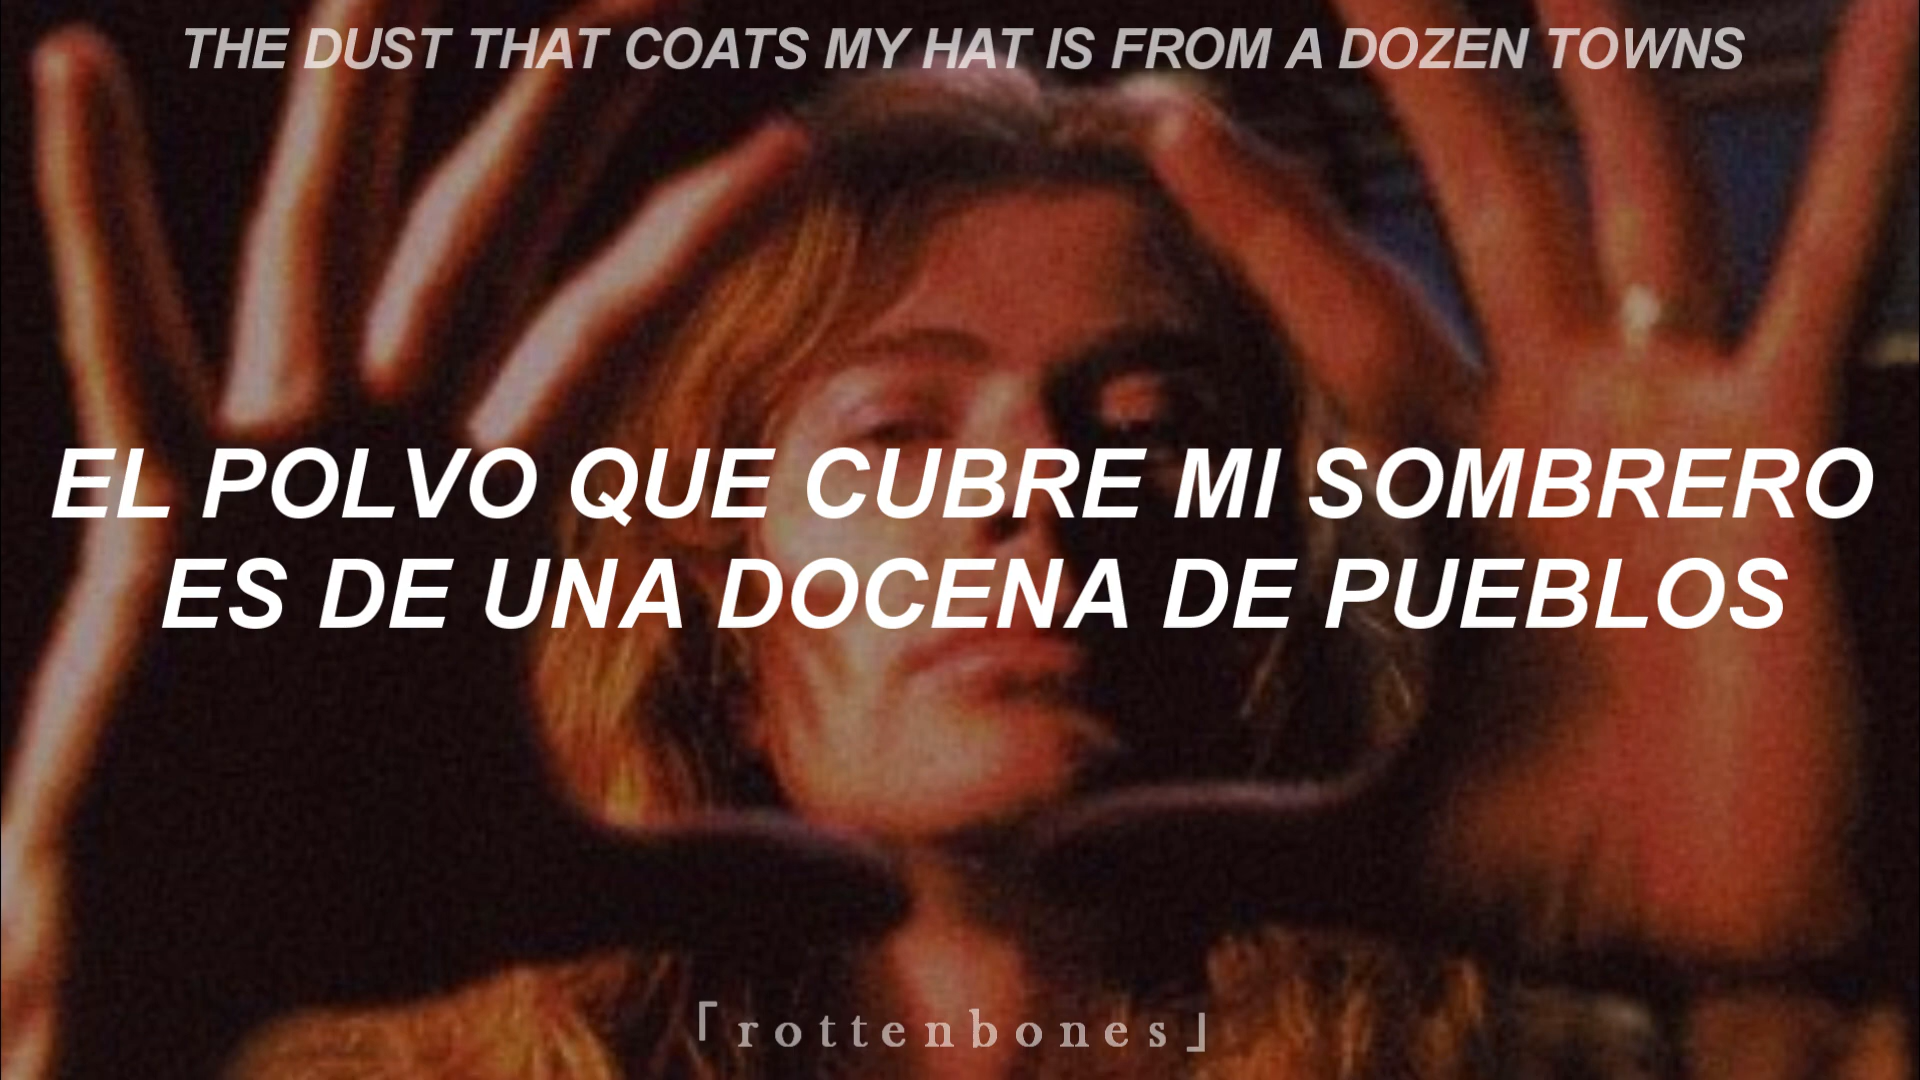 THE DUST THAT COATS MY HAT IS FROM A DOZEN TOWNS
EL POLVO QUE CUBRE MI SOMBRERO
ES DE UNA DOCENA DE PUEBLOS
「rottenbones」